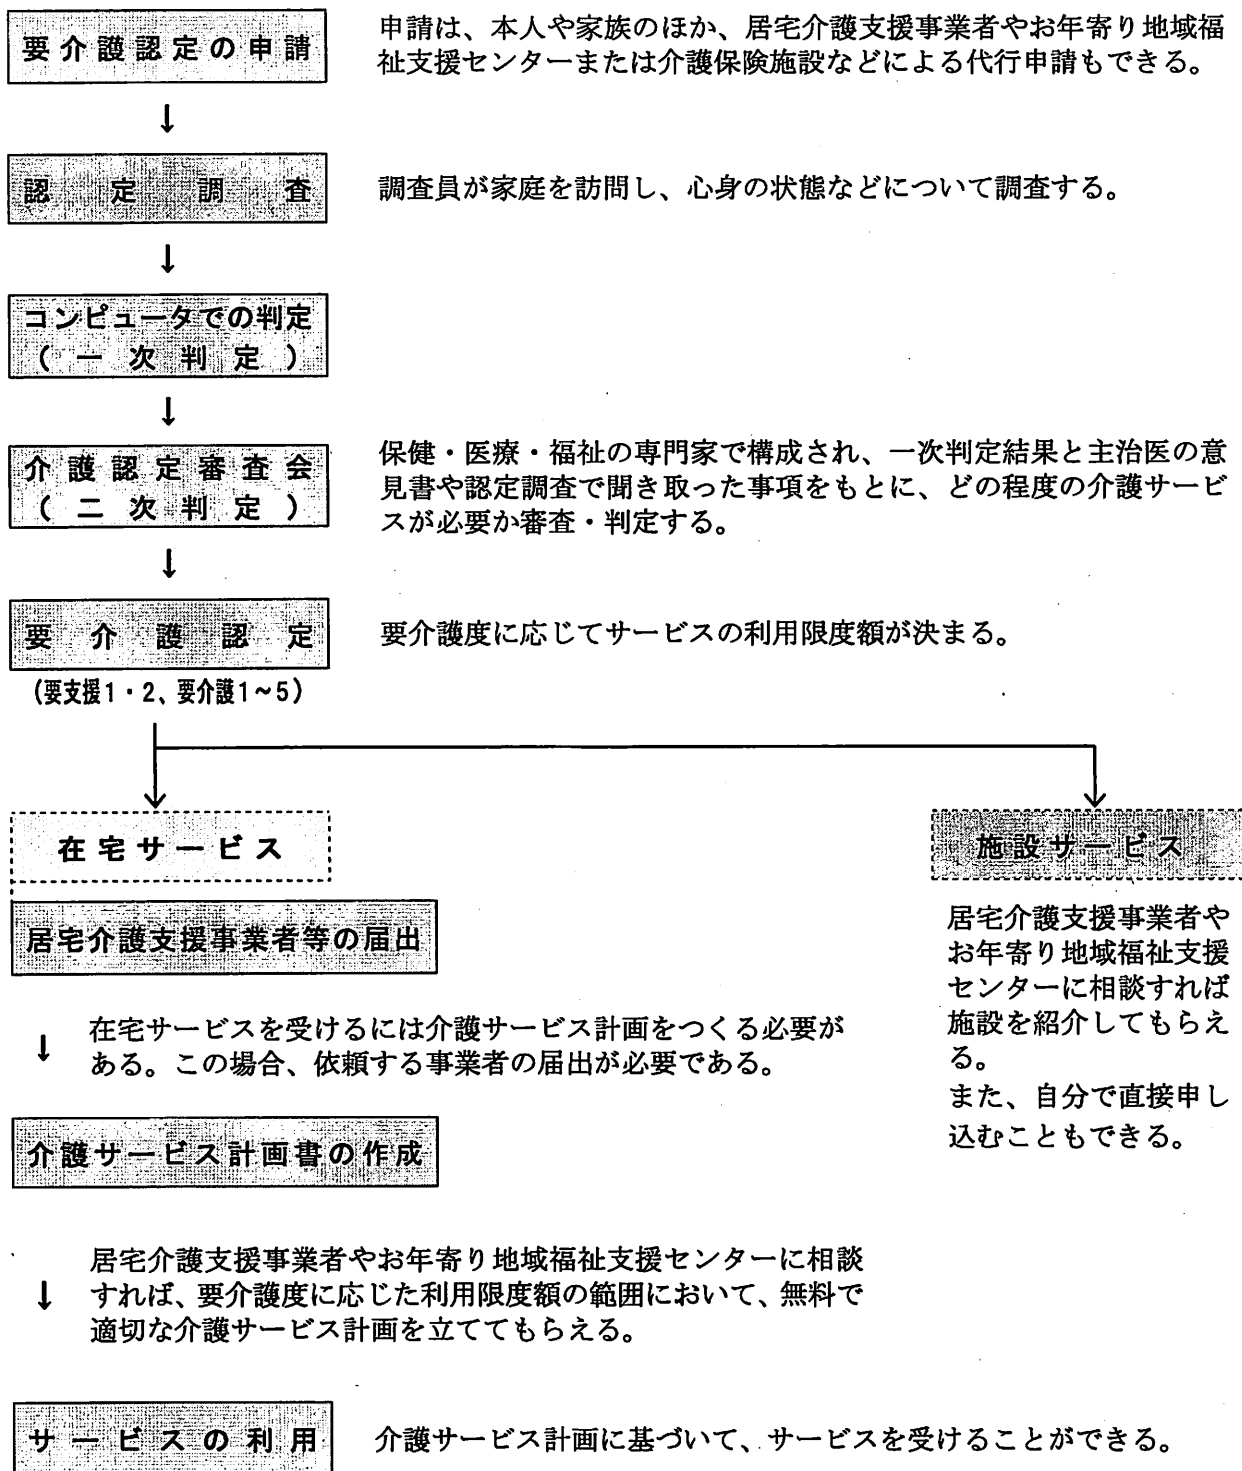 要介護認定の申請
申請は、本人や家族のほか、居宅介護支援事業者やお年寄り地域福
祉支援センターまたは介護保険施設などによる代行申請もできる。
↓
認定調査
調査員が家庭を訪問し、心身の状態などについて調査する。
↓
コンピュータでの判定
(一次判定)
↓
介護認定審査会
(二次判定)
保健・医療・福祉の専門家で構成され、一次判定結果と主治医の意
見書や認定調査で聞き取った事項をもとに、どの程度の介護サービ
スが必要か審査・判定する。
↓
要介護認定
要介護度に応じてサービスの利用限度額が決まる。
(要支援1・2、要介護1~5)
在宅サービス
居宅介護支援事業者等の届出
↓
在宅サービスを受けるには介護サービス計画をつくる必要が
ある。この場合、依頼する事業者の届出が必要である。
介護サービス計画書の作成
↓
居宅介護支援事業者やお年寄り地域福祉支援センターに相談
すれば、要介護度に応じた利用限度額の範囲において、無料で
適切な介護サービス計画を立ててもらえる。
サービスの利用
介護サービス計画に基づいて、サービスを受けることができる。
施設サービス
居宅介護支援事業者や
お年寄り地域福祉支援
センターに相談すれば
施設を紹介してもらえ
る。
また、自分で直接申し
込むこともできる。